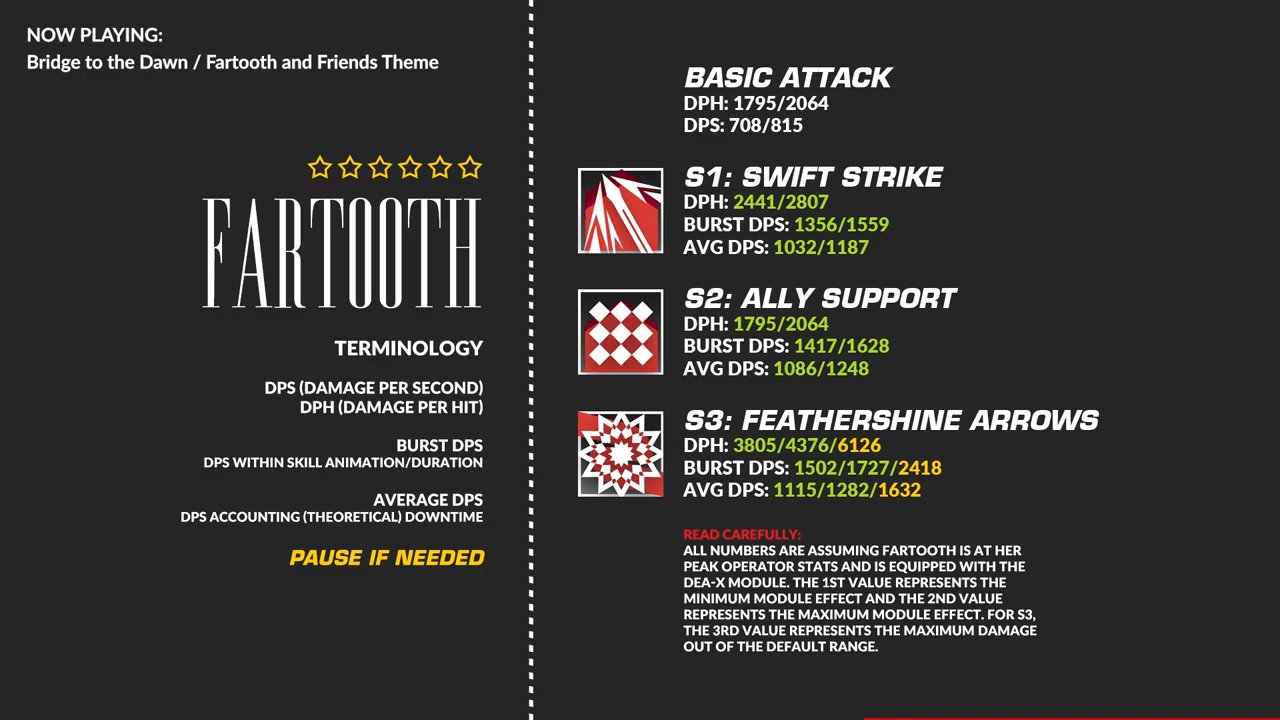 NOW PLAYING:
Bridge to the Dawn / Fartooth and Friends Theme
FARTOOTH
TERMINOLOGY
DPS (DAMAGE PER SECOND)
DPH (DAMAGE PER HIT)
BURST DPS
DPS WITHIN SKILL ANIMATION/DURATION
AVERAGE DPS
DPS ACCOUNTING (THEORETICAL) DOWNTIME
PAUSE IF NEEDED
BASIC ATTACK
DPH: 1795/2064
DPS: 708/815
S1: SWIFT STRIKE
DPH: 2441/2807
BURST DPS: 1356/1559
AVG DPS: 1032/1187
S2: ALLY SUPPORT
DPH: 1795/2064
BURST DPS: 1417/1628
AVG DPS: 1086/1248
S3: FEATHERSHINE ARROWS
DPH: 3805/4376/6126
BURST DPS: 1502/1727/2418
AVG DPS: 1115/1282/1632
READ CAREFULLY:
ALL NUMBERS ARE ASSUMING FARTOOTH IS AT HER
PEAK OPERATOR STATS AND IS EQUIPPED WITH THE
DEA-X MODULE. THE 1ST VALUE REPRESENTS THE
MINIMUM MODULE EFFECT AND THE 2ND VALUE
REPRESENTS THE MAXIMUM MODULE EFFECT. FOR S3,
THE 3RD VALUE REPRESENTS THE MAXIMUM DAMAGE
OUT OF THE DEFAULT RANGE.